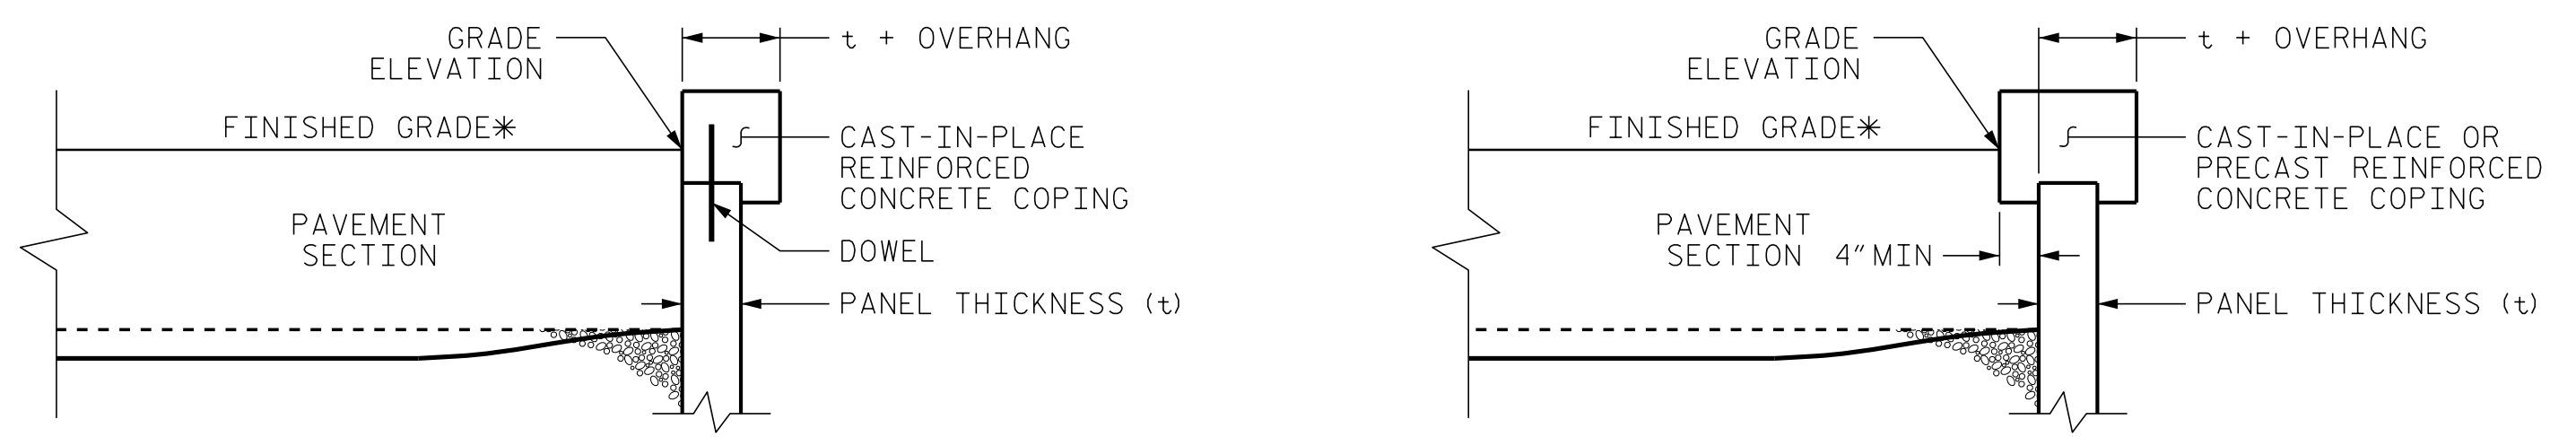 GRADE
ELEVATION
t + OVERHANG
FINISHED GRADE*
CAST-IN-PLACE
REINFORCED
CONCRETE COPING
PAVEMENT
SECTION
DOWEL
PANEL THICKNESS (t)
GRADE
ELEVATION
t + OVERHANG
FINISHED GRADE*
CAST-IN-PLACE OR
PRECAST REINFORCED
CONCRETE COPING
PAVEMENT
SECTION
4"MIN
PANEL THICKNESS (t)